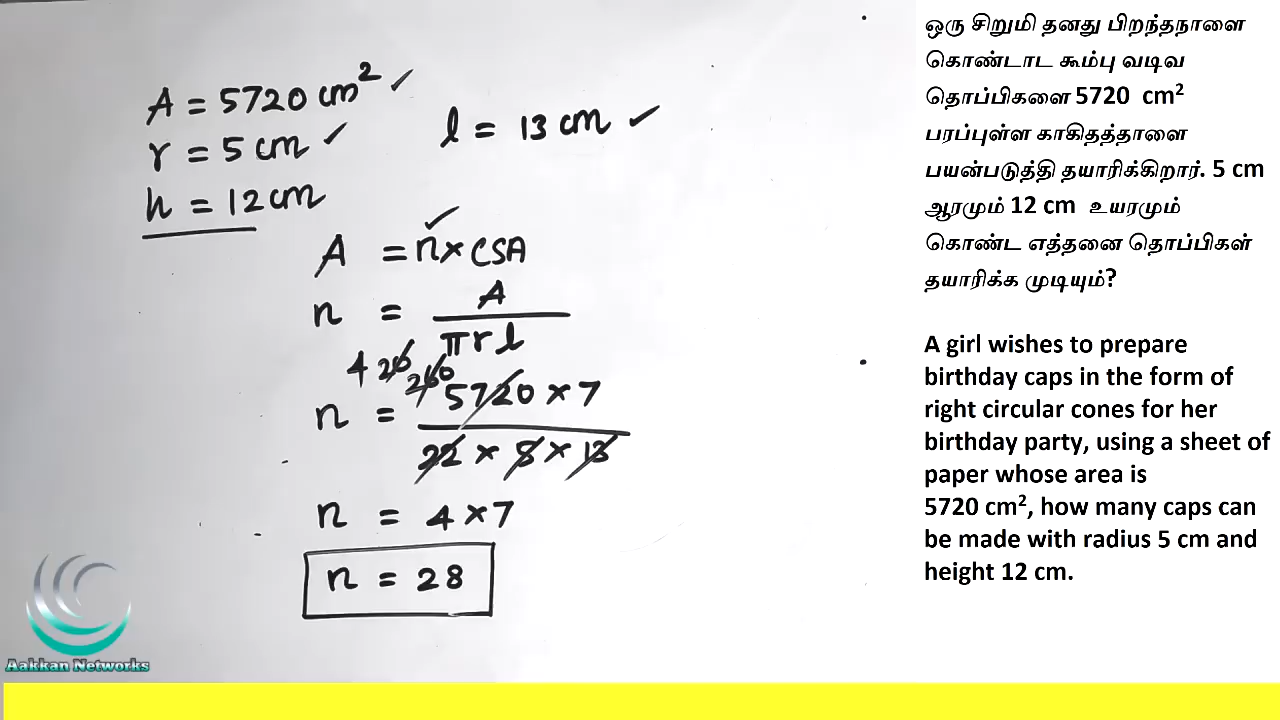 A = 5720 cm²
r = 5 cm
h = 12 cm
l = 13 cm
A = n × CSA
n = A / πrl
4 26 260
n = 5720 × 7 / 22 × 5 × 13
n = 4 × 7
n = 28
Aakkan Networks
ஒரு சிறுமி தனது பிறந்தநாளை
கொண்டாட கூம்பு வடிவ
தொப்பிகளை 5720 cm²
பரப்புள்ள காகிதத்தாளை
பயன்படுத்தி தயாரிக்கிறார். 5 cm
ஆரமும் 12 cm உயரமும்
கொண்ட எத்தனை தொப்பிகள்
தயாரிக்க முடியும்?
A girl wishes to prepare
birthday caps in the form of
right circular cones for her
birthday party, using a sheet of
paper whose area is
5720 cm², how many caps can
be made with radius 5 cm and
height 12 cm.